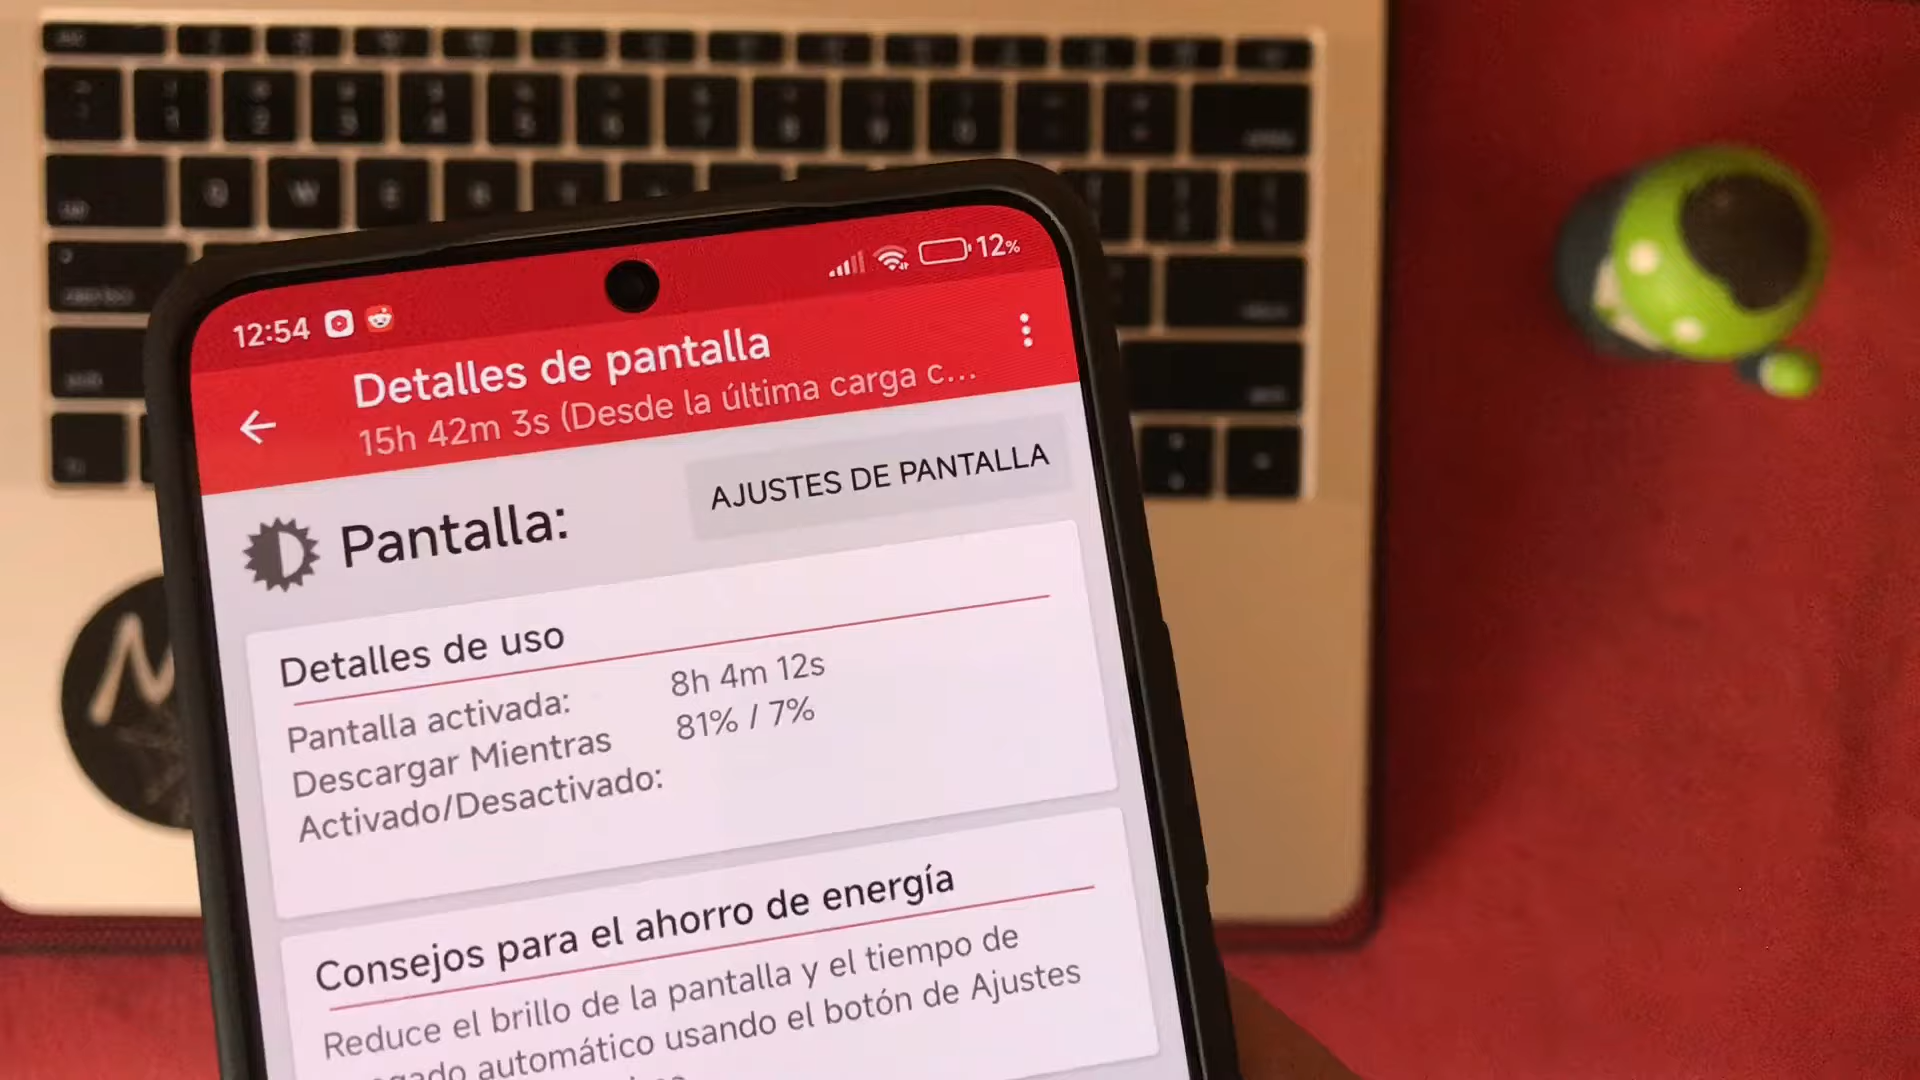 12:54 12%
Detalles de pantalla
15h 42m 3s (Desde la última carga c...
AJUSTES DE PANTALLA
Pantalla:
Detalles de uso
Pantalla activada: 8h 4m 12s
Descargar Mientras 81% / 7%
Activado/Desactivado:
Consejos para el ahorro de energía
Reduce el brillo de la pantalla y el tiempo de
automático usando el botón de Ajustes
Q W E